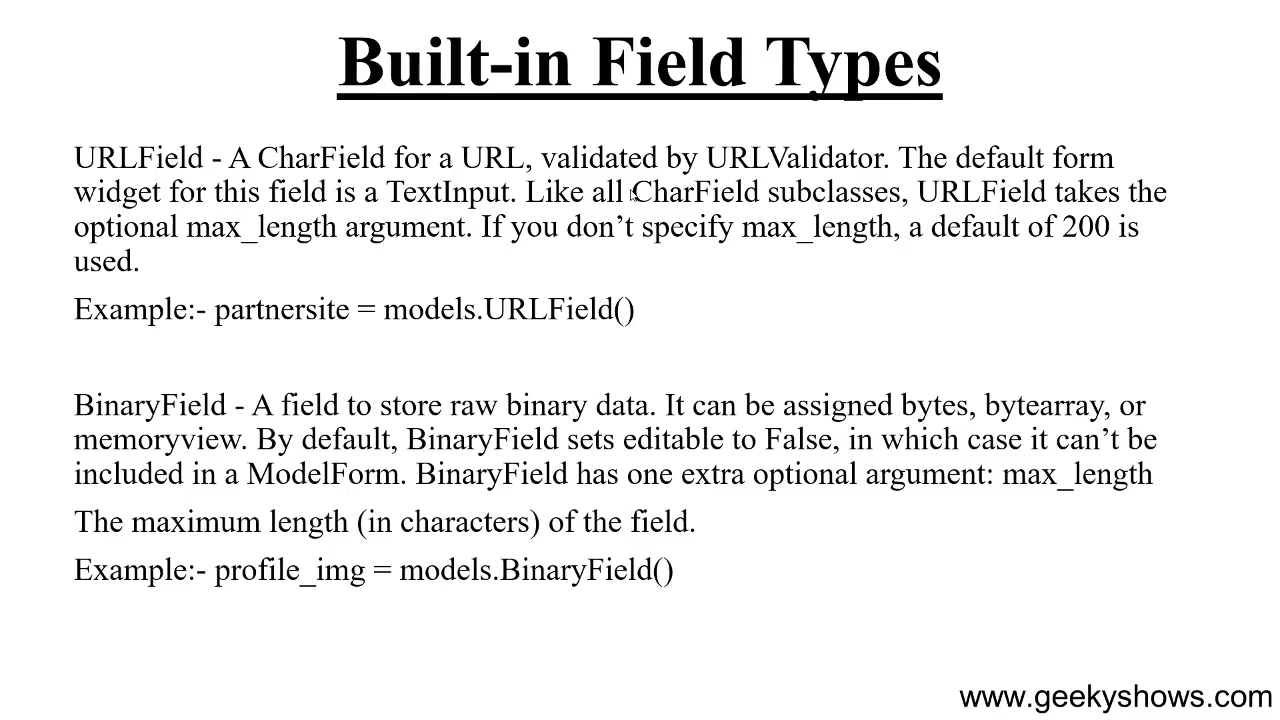 Built-in Field Types
URLField - A CharField for a URL, validated by URLValidator. The default form
widget for this field is a TextInput. Like all CharField subclasses, URLField takes the
optional max_length argument. If you don’t specify max_length, a default of 200 is
used.
Example:- partnersite = models.URLField()
BinaryField - A field to store raw binary data. It can be assigned bytes, bytearray, or
memoryview. By default, BinaryField sets editable to False, in which case it can’t be
included in a ModelForm. BinaryField has one extra optional argument: max_length
The maximum length (in characters) of the field.
Example:- profile_img = models.BinaryField()
www.geekyshows.com